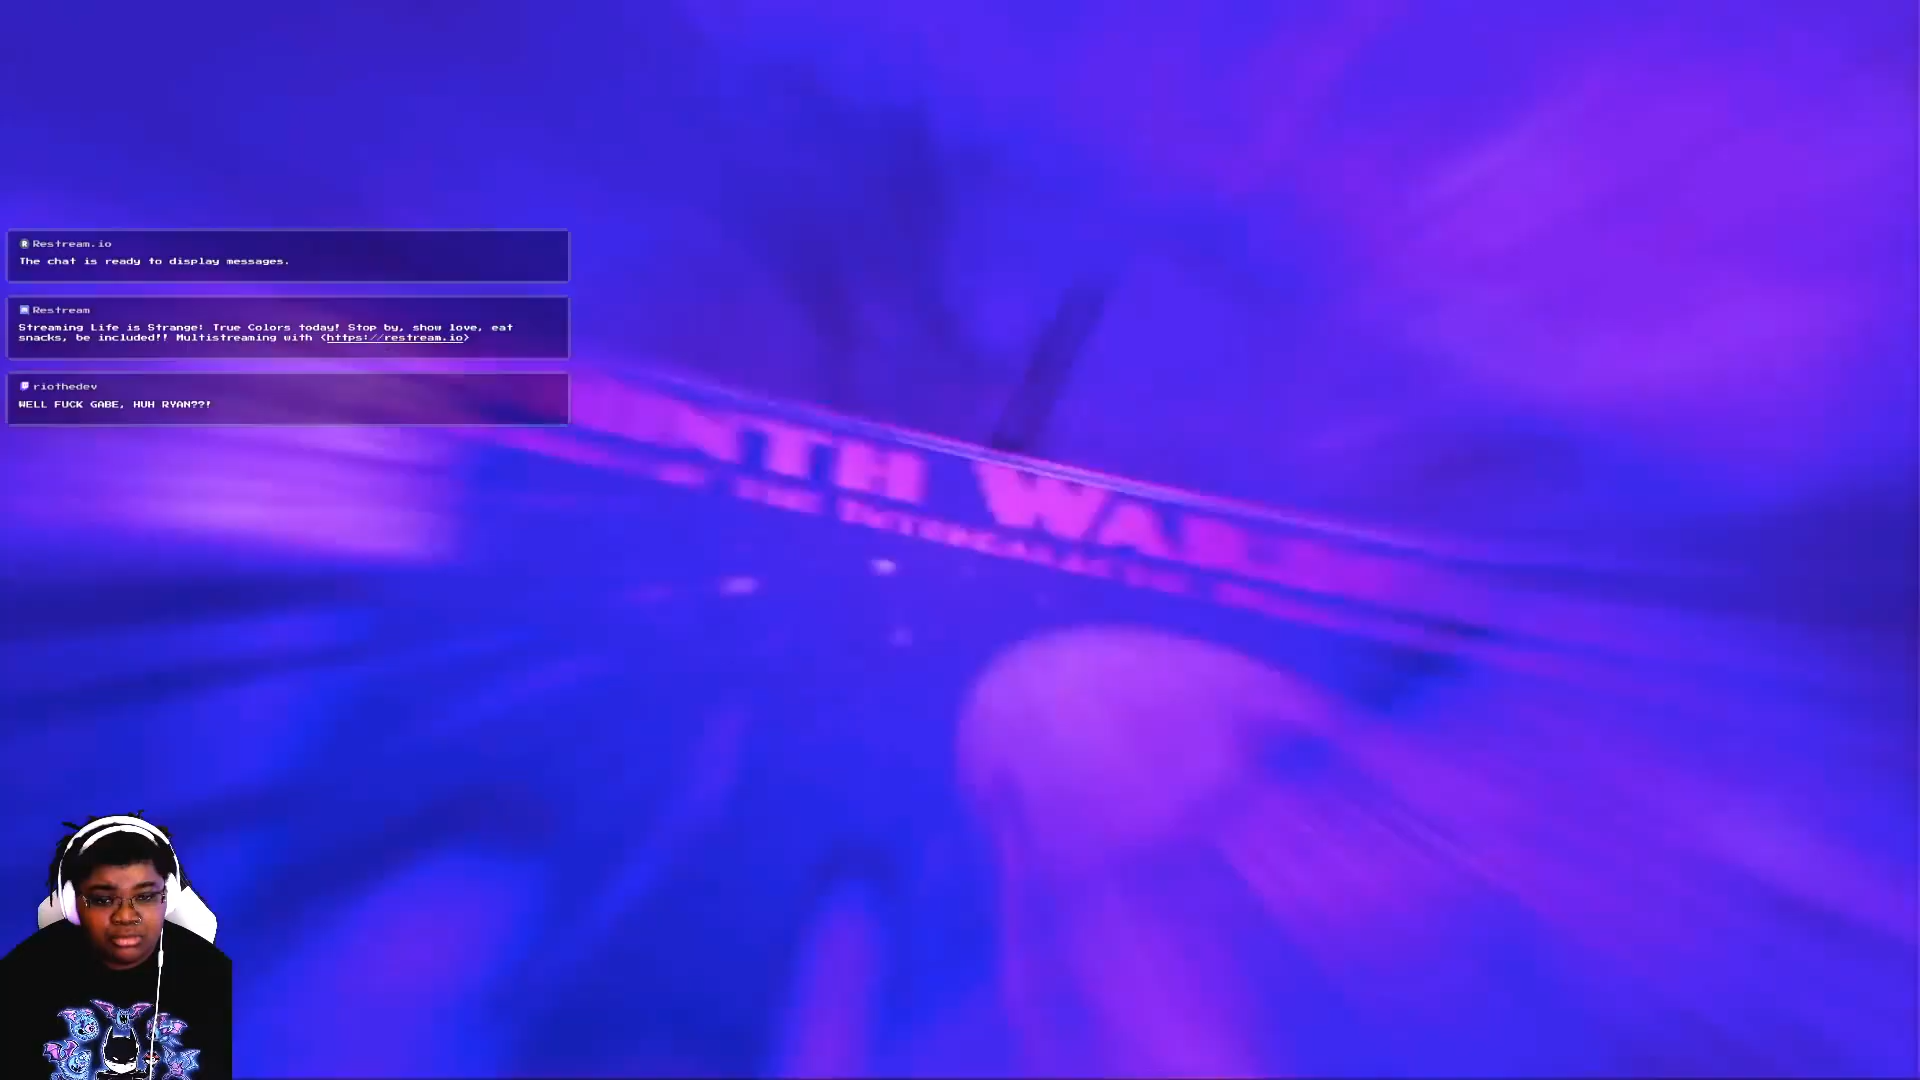 Restream.io
The chat is ready to display messages.
Restream
Streaming Life is Strange: True Colors today! Stop by, show love, eat
snacks, be included!! Multistreaming with <https://restream.io>
riothedev
WELL FUCK GABE, HUH RYAN??!